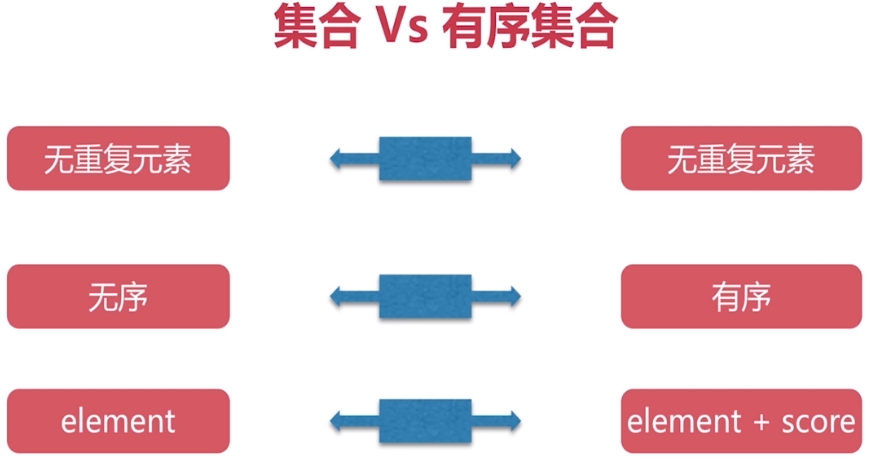 集合 Vs 有序集合
无重复元素
无重复元素
无序
有序
element
element + score